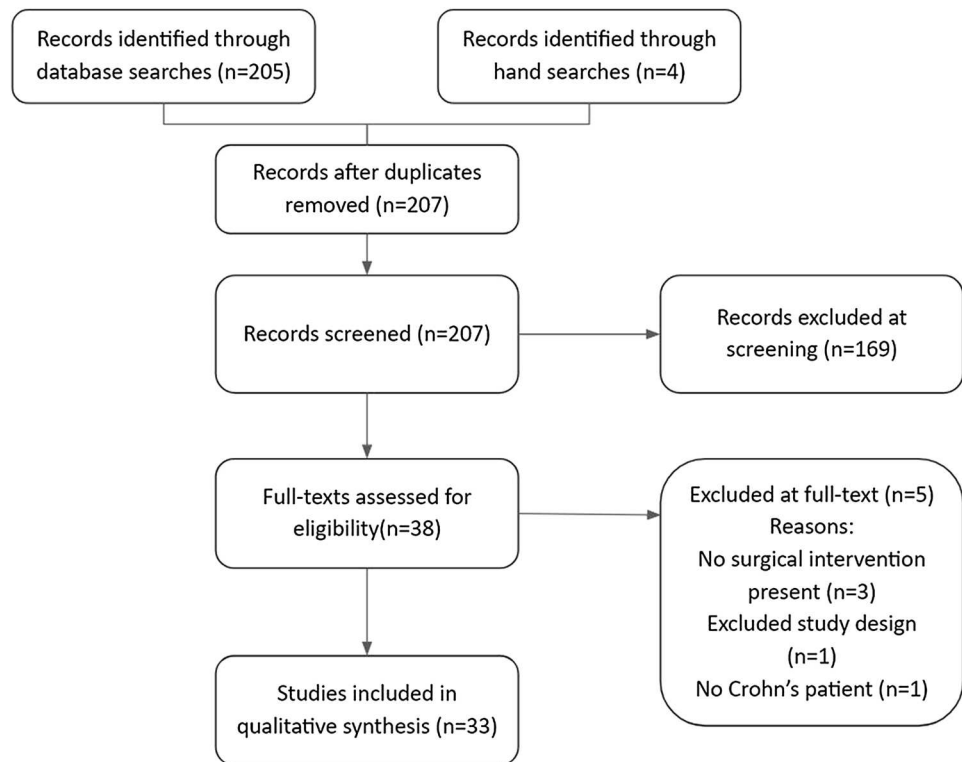 Records identified through
database searches (n=205)
Records identified through
hand searches (n=4)
Records after duplicates
removed (n=207)
Records screened (n=207)
Records excluded at
screening (n=169)
Full-texts assessed for
eligibility(n=38)
Excluded at full-text (n=5)
Reasons:
No surgical intervention
present (n=3)
Excluded study design
(n=1)
No Crohn’s patient (n=1)
Studies included in
qualitative synthesis (n=33)